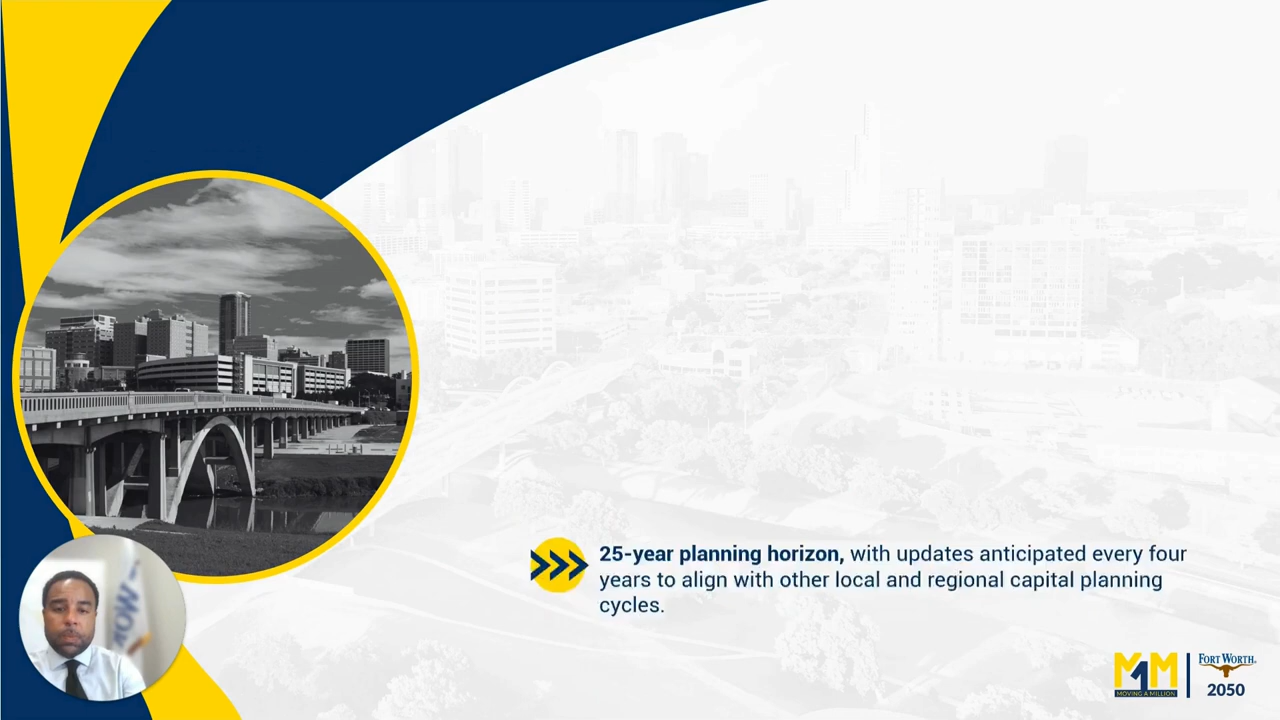 25-year planning horizon, with updates anticipated every four
years to align with other local and regional capital planning
cycles.
M1M
MOVING A MILLION
FORT WORTH
2050